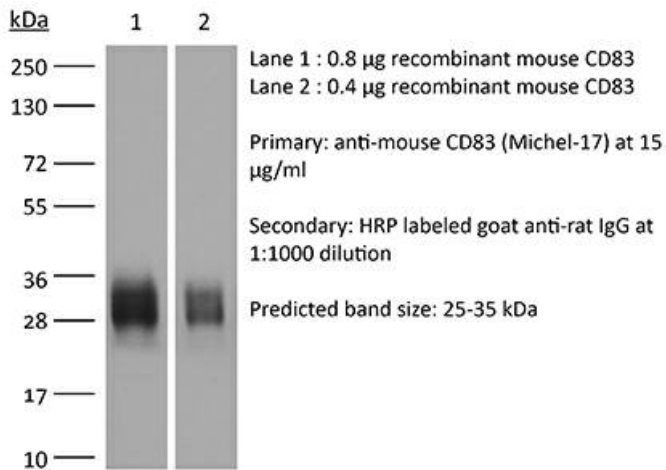 kDa
1 2
250
130
72
55
36
28
17
10
Lane 1 : 0.8 µg recombinant mouse CD83
Lane 2 : 0.4 µg recombinant mouse CD83
Primary: anti-mouse CD83 (Michel-17) at 15
µg/ml
Secondary: HRP labeled goat anti-rat IgG at
1:1000 dilution
Predicted band size: 25-35 kDa